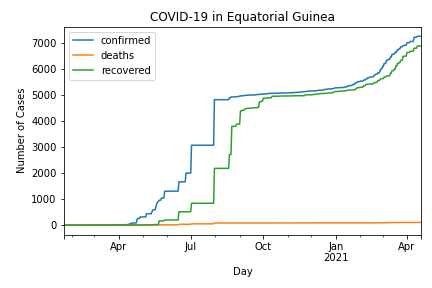 COVID-19 in Equatorial Guinea
confirmed
deaths
recovered
Number of Cases
7000
6000
5000
4000
3000
2000
1000
0
Apr
Jul
Oct
Jan
2021
Apr
Day